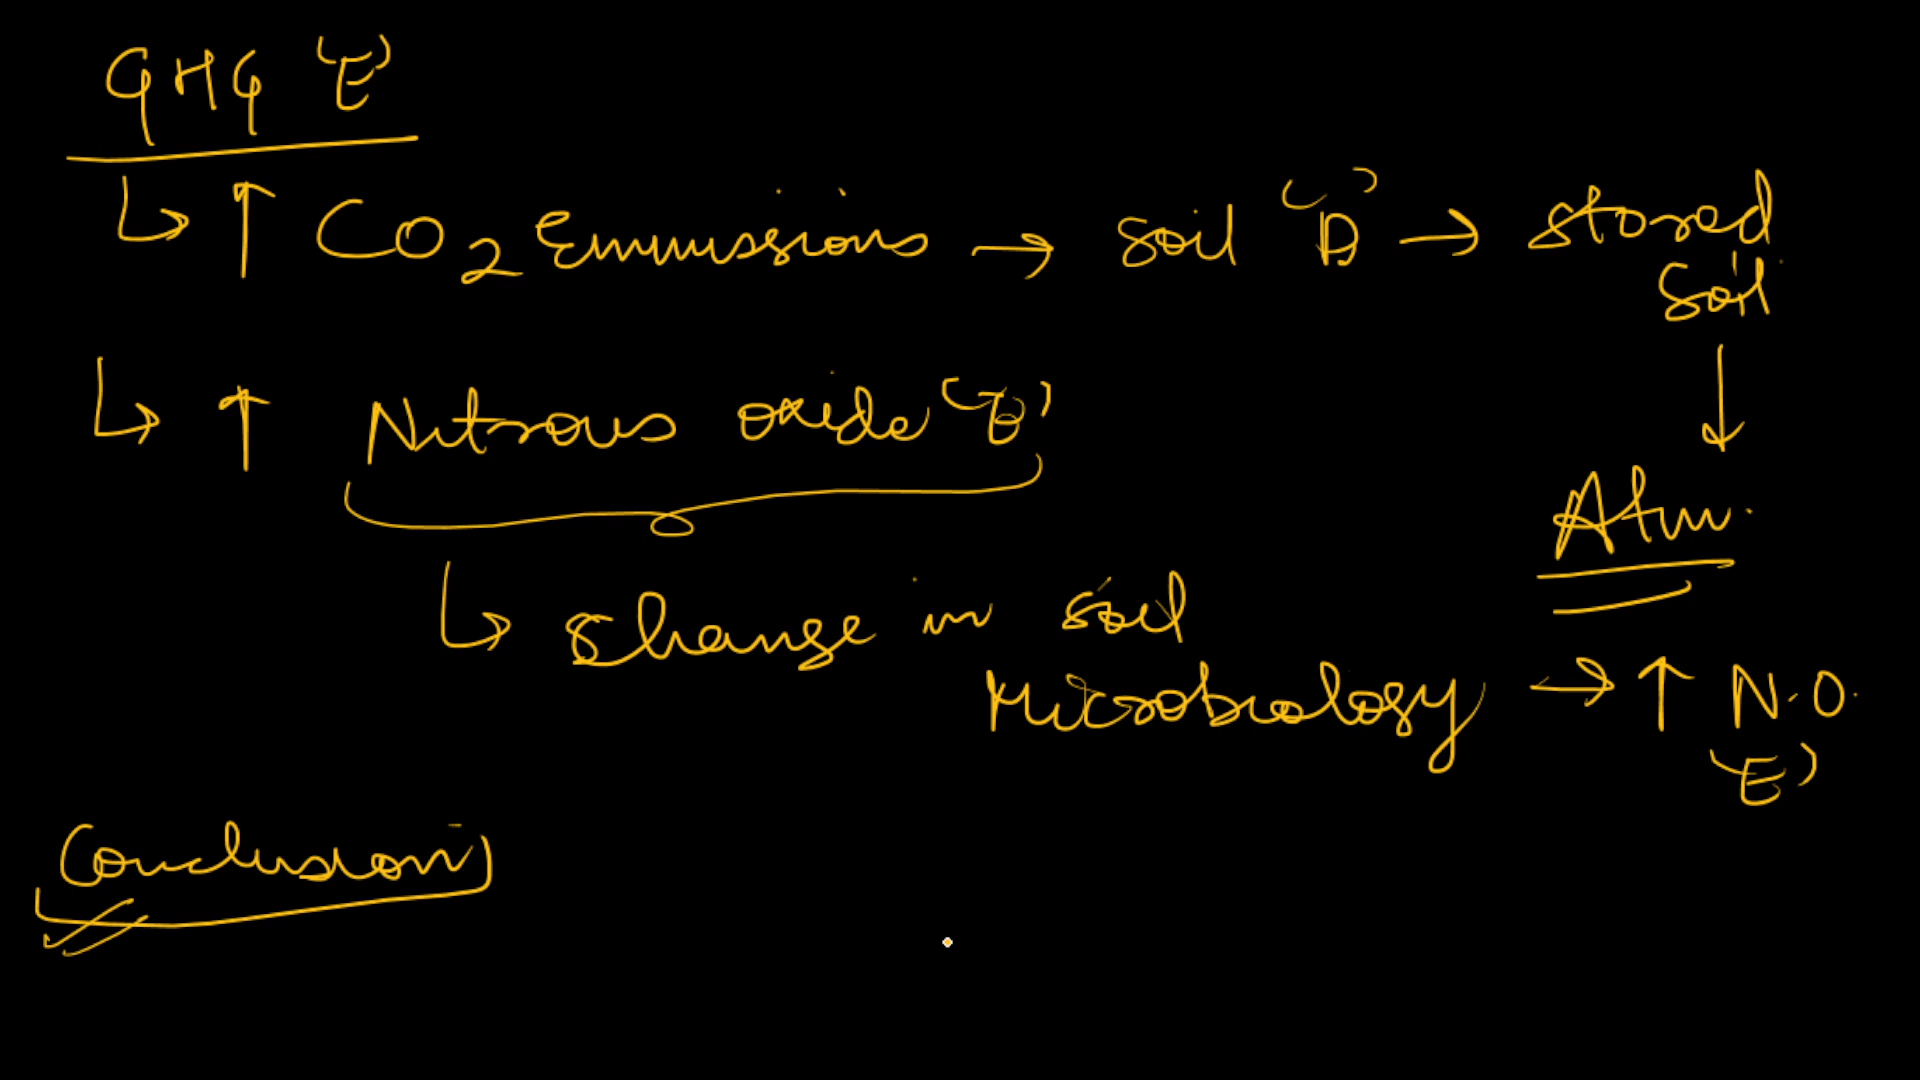 GHG 'E'
↳ ↑ CO2 Emmissions → Soil 'D' → stored
Soil
↓
Atm.
↳ ↑ Nitrous oxide 'E'
↳ Change in soil
Microbiology → ↑ N.O.
'E'
Conclusion